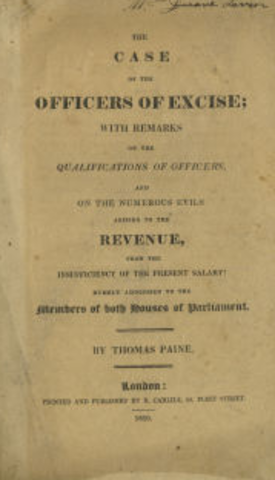 THE
CASE
OF THE
OFFICERS OF EXCISE;
WITH REMARKS
ON THE
QUALIFICATIONS OF OFFICERS,
AND
ON THE NUMEROUS EVILS
ARISING TO THE
REVENUE,
FROM THE
INSUFFICIENCY OF THE PRESENT SALARY:
HUMBLY ADDRESSED TO THE
Members of both Houses of Parliament.
BY THOMAS PAINE.
London:
PRINTED AND PUBLISHED BY R. CARLILE, FLEET STREET.